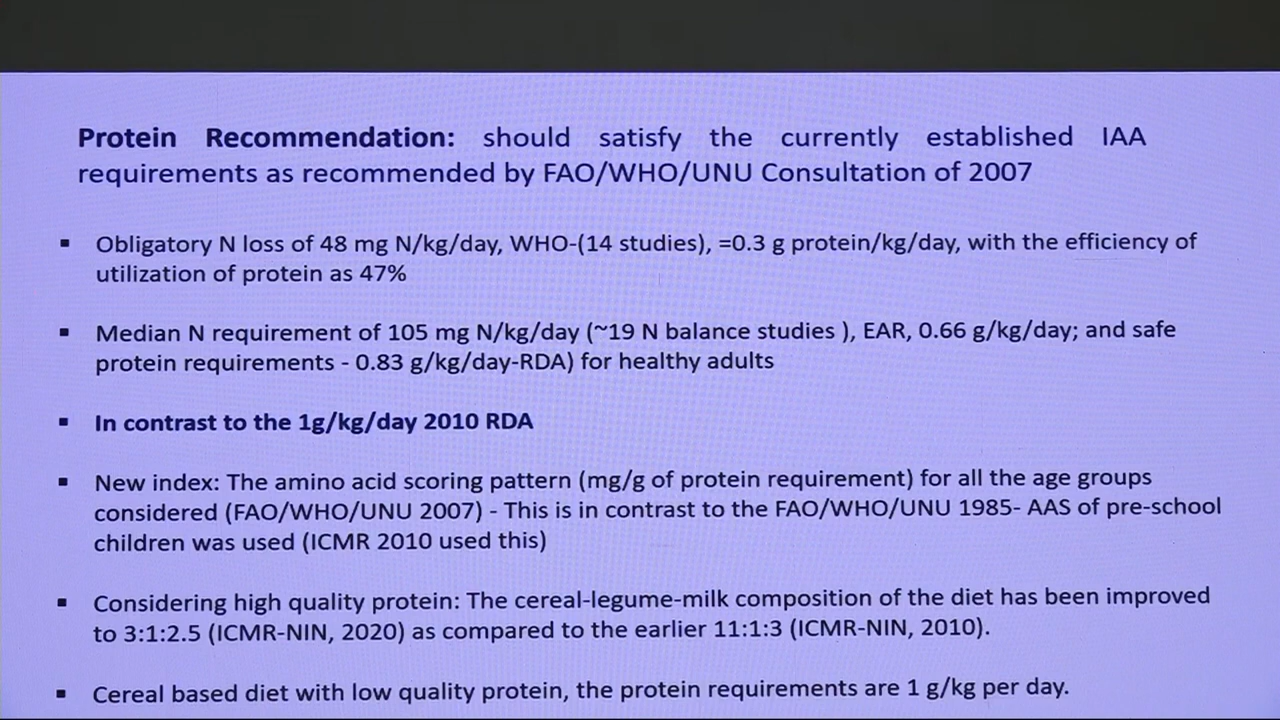 Protein Recommendation: should satisfy the currently established IAA
requirements as recommended by FAO/WHO/UNU Consultation of 2007
▪ Obligatory N loss of 48 mg N/kg/day, WHO-(14 studies), =0.3 g protein/kg/day, with the efficiency of
utilization of protein as 47%
▪ Median N requirement of 105 mg N/kg/day (~19 N balance studies ), EAR, 0.66 g/kg/day; and safe
protein requirements - 0.83 g/kg/day-RDA) for healthy adults
▪ In contrast to the 1g/kg/day 2010 RDA
▪ New index: The amino acid scoring pattern (mg/g of protein requirement) for all the age groups
considered (FAO/WHO/UNU 2007) - This is in contrast to the FAO/WHO/UNU 1985- AAS of pre-school
children was used (ICMR 2010 used this)
▪ Considering high quality protein: The cereal-legume-milk composition of the diet has been improved
to 3:1:2.5 (ICMR-NIN, 2020) as compared to the earlier 11:1:3 (ICMR-NIN, 2010).
▪ Cereal based diet with low quality protein, the protein requirements are 1 g/kg per day.